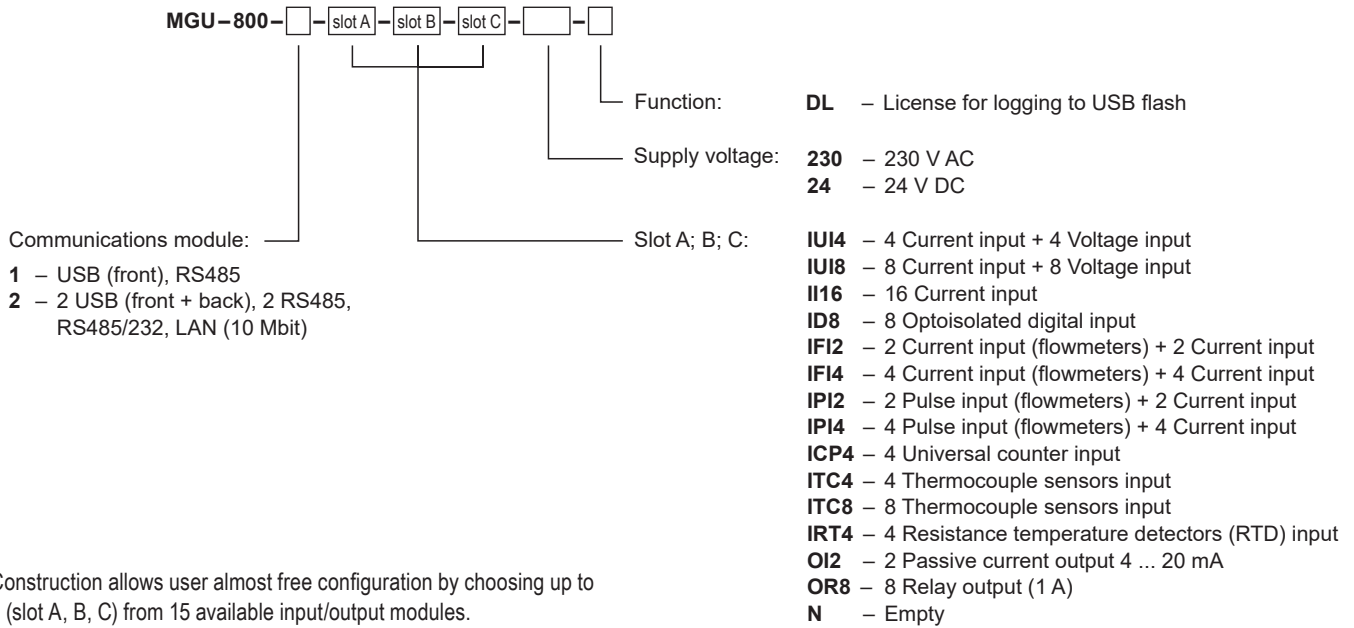 MGU–800– – slot A – slot B – slot C – –
Function: DL – License for logging to USB flash
Supply voltage: 230 – 230 V AC
24 – 24 V DC
Communications module:
1 – USB (front), RS485
2 – 2 USB (front + back), 2 RS485,
RS485/232, LAN (10 Mbit)
Slot A; B; C: IUI4 – 4 Current input + 4 Voltage input
IUI8 – 8 Current input + 8 Voltage input
II16 – 16 Current input
ID8 – 8 Optoisolated digital input
IFI2 – 2 Current input (flowmeters) + 2 Current input
IFI4 – 4 Current input (flowmeters) + 4 Current input
IPI2 – 2 Pulse input (flowmeters) + 2 Current input
IPI4 – 4 Pulse input (flowmeters) + 4 Current input
ICP4 – 4 Universal counter input
ITC4 – 4 Thermocouple sensors input
ITC8 – 8 Thermocouple sensors input
IRT4 – 4 Resistance temperature detectors (RTD) input
OI2 – 2 Passive current output 4 ... 20 mA
OR8 – 8 Relay output (1 A)
N – Empty
Construction allows user almost free configuration by choosing up to
(slot A, B, C) from 15 available input/output modules.